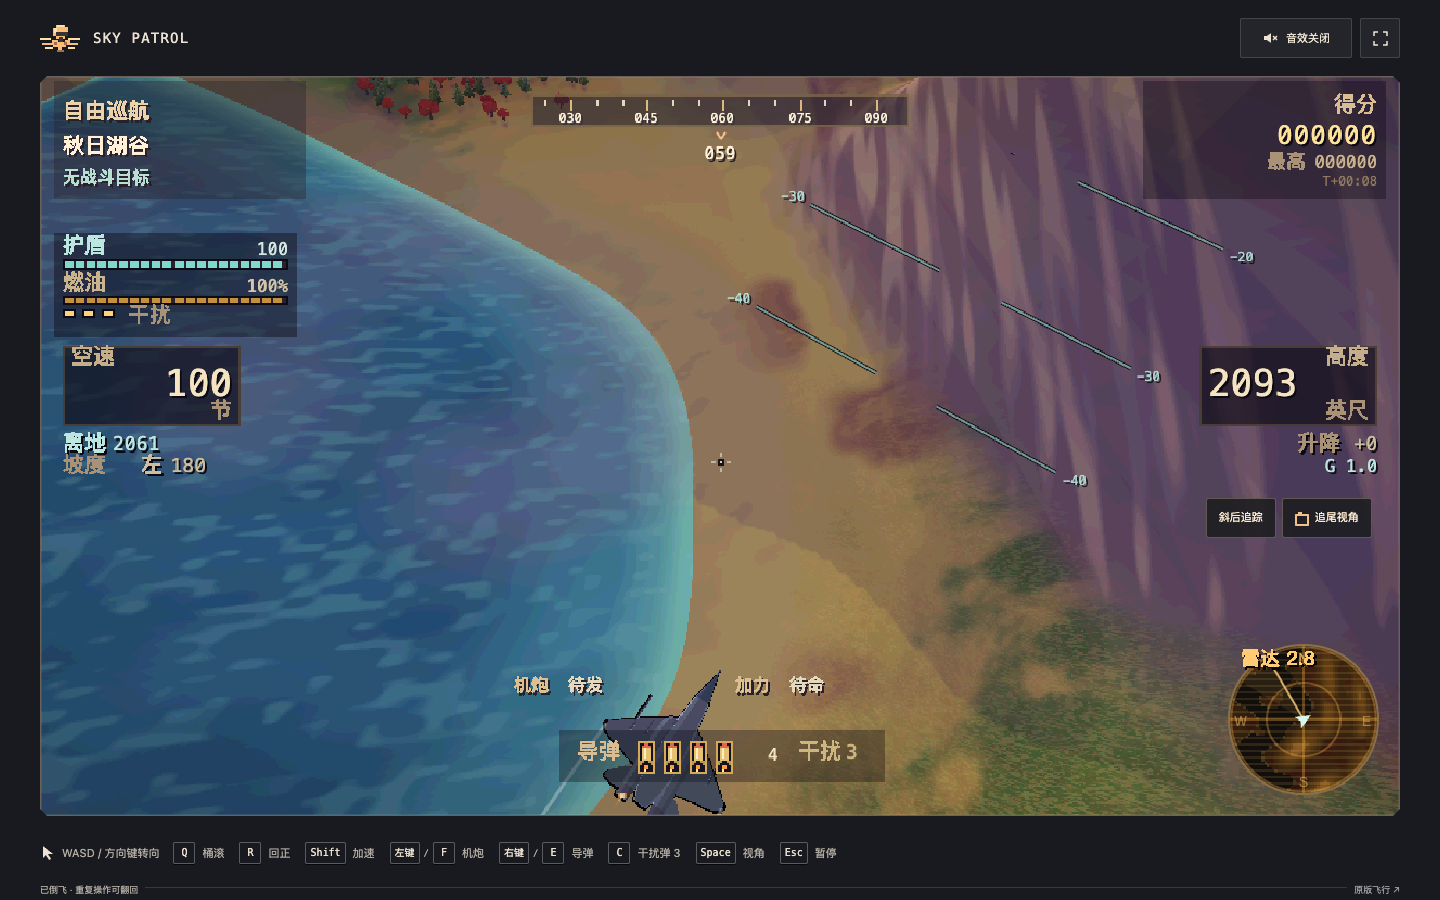 SKY PATROL
音效关闭
自由巡航
秋日湖谷
无战斗目标
030 045 060 075 090
059
得分
000000
最高 000000
T+00:08
护盾 100
燃油 100%
干扰
空速
100
节
离地 2061
坡度 左 180
-30
-20
-40
-30
-40
高度
2093
英尺
升降 +0
G 1.0
斜后追踪
追尾视角
雷达 2.8
W E
S
机炮 待发 加力 待命
导弹 4 干扰 3
WASD / 方向键转向 Q 桶滚 R 回正 Shift 加速 左键 / F 机炮 右键 / E 导弹 C 干扰弹 3 Space 视角 Esc 暂停
已倒飞 · 重复操作可翻回
原版飞行 ↗